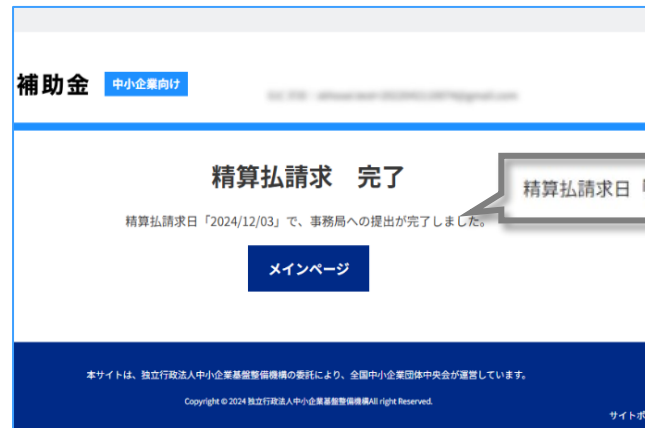 補助金 中小企業向け
精算払請求 完了
精算払請求日「
精算払請求日「2024/12/03」で、事務局への提出が完了しました。
メインページ
本サイトは、独立行政法人中小企業基盤整備機構の委託により、全国中小企業団体中央会が運営しています。
Copyright © 2024 独立行政法人中小企業基盤整備機構All right Reserved.
サイトポ